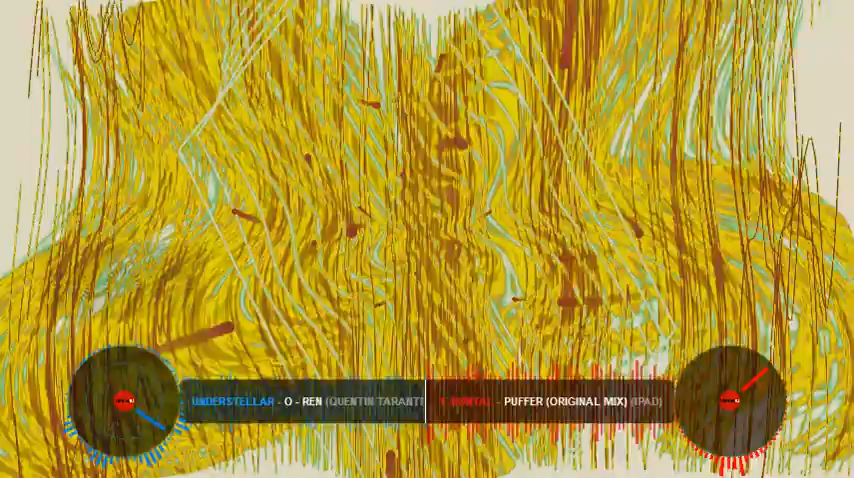 UNDERSTELLAR - O - REN (QUENTIN TARANTI
- PUFFER (ORIGINAL MIX) (IPAD)